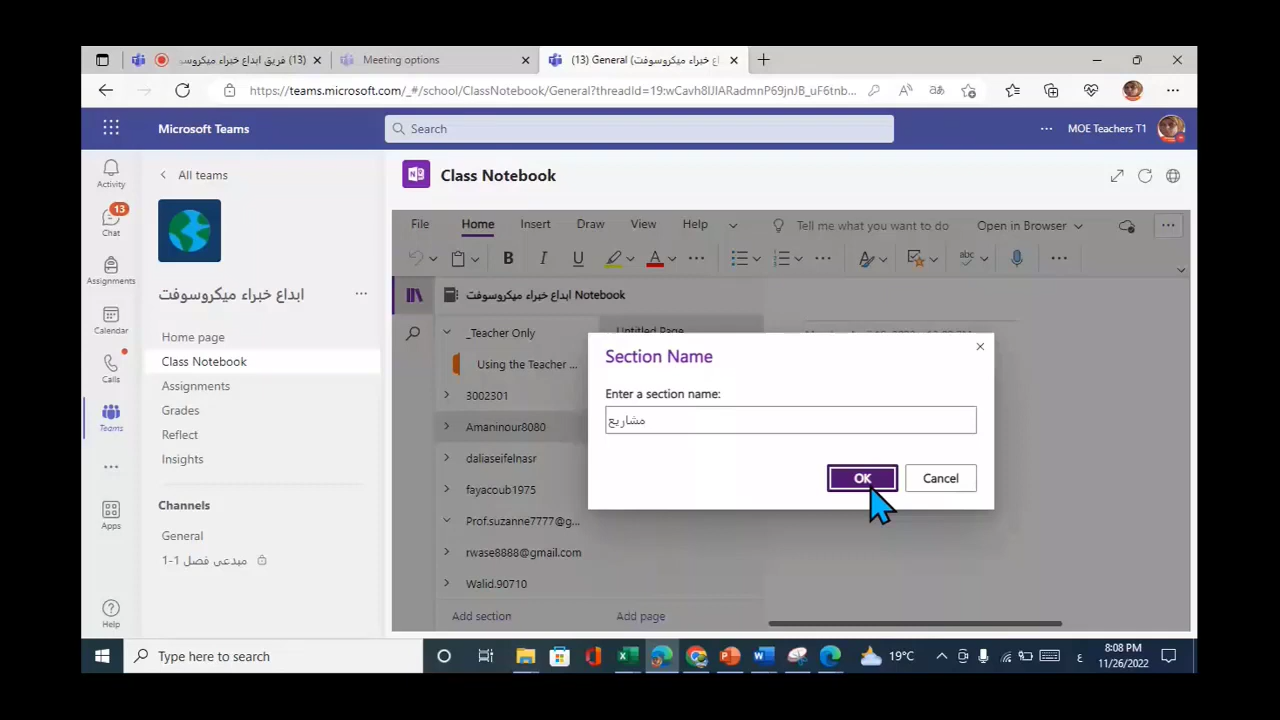 (13) فريق ابداع خبراء ميكروسوفت
Meeting options
(13) General (ابداع خبراء ميكروسوفت
https://teams.microsoft.com/_#/school/ClassNotebook/General?threadId=19:wCavh8IJIARadmnP69jnJB_uF6tnb...
Microsoft Teams
Search
MOE Teachers T1
Activity
13
Chat
Assignments
Calendar
Calls
Teams
Apps
Help
All teams
ابداع خبراء ميكروسوفت
Home page
Class Notebook
Assignments
Grades
Reflect
Insights
Channels
General
مبدعى فصل 1-1
Class Notebook
File Home Insert Draw View Help Tell me what you want to do Open in Browser
B I U A abc
ابداع خبراء ميكروسوفت Notebook
_Teacher Only
Using the Teacher ...
3002301
Amaninour8080
daliaseifelnasr
fayacoub1975
Prof.suzanne7777@g...
rwase8888@gmail.com
Walid.90710
Add section
Untitled Page
Add page
Section Name
Enter a section name:
مشاريع
OK
Cancel
Type here to search
19°C
ع
8:08 PM
11/26/2022